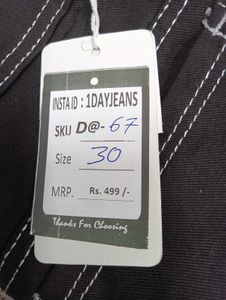 INSTA ID : 1DAYJEANS
SKU D@-67
Size 30
MRP. Rs. 499 /-
Thanks For Choosing